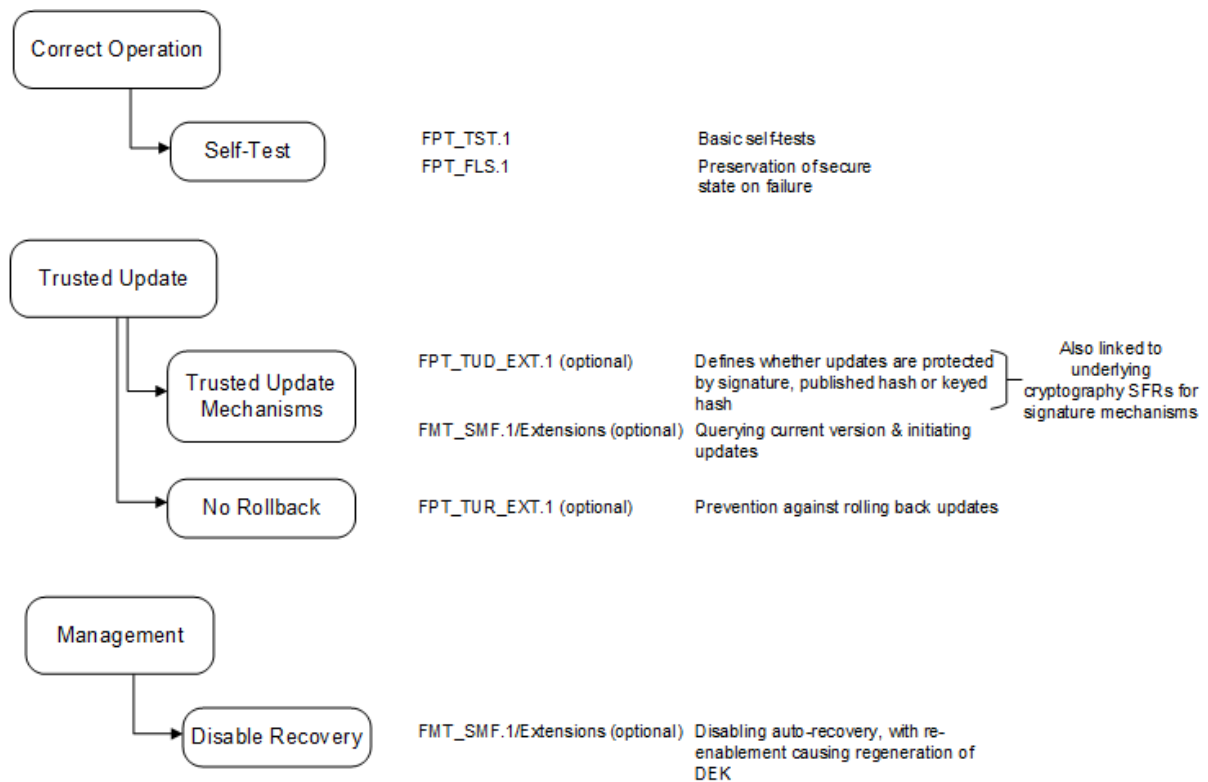 Correct Operation
Self-Test
FPT_TST.1
Basic self-tests
FPT_FLS.1
Preservation of secure
state on failure
Trusted Update
Trusted Update
Mechanisms
FPT_TUD_EXT.1 (optional)
Defines whether updates are protected
by signature, published hash or keyed
hash
Also linked to
underlying
cryptography SFRs for
signature mechanisms
FMT_SMF.1/Extensions (optional)
Querying current version & initiating
updates
No Rollback
FPT_TUR_EXT.1 (optional)
Prevention against rolling back updates
Management
Disable Recovery
FMT_SMF.1/Extensions (optional)
Disabling auto-recovery, with re-
enablement causing regeneration of
DEK